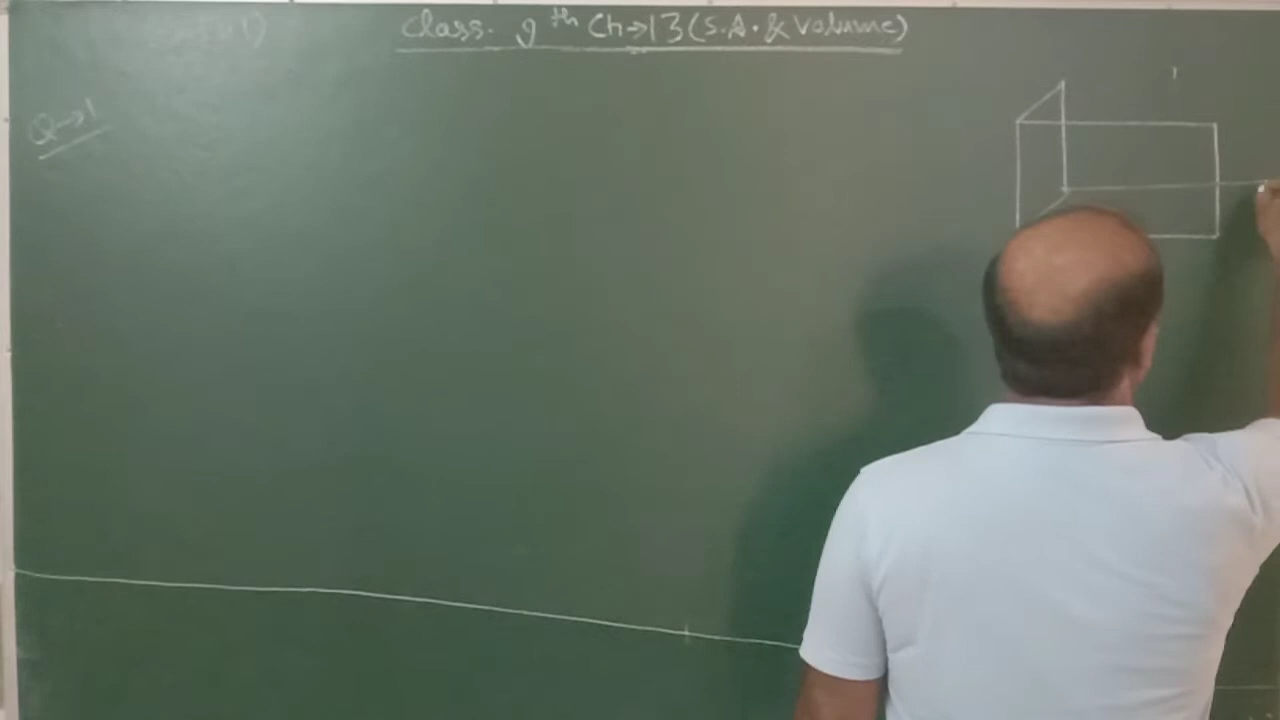 Class. 9th Ch→13 (S.A. & Volume)
Q→1